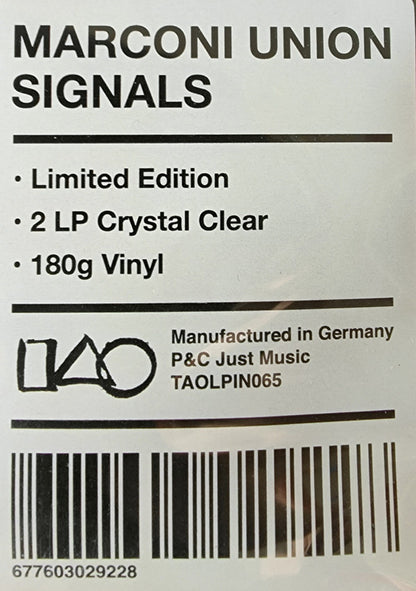 MARCONI UNION
SIGNALS
· Limited Edition
· 2 LP Crystal Clear
· 180g Vinyl
Manufactured in Germany
P&C Just Music
TAOLPIN065
677603029228